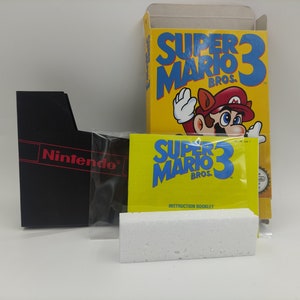 SUPER
MARIO 3
BROS.
Nintendo
SUPER
MARIO 3
BROS.
INSTRUCTION BOOKLET